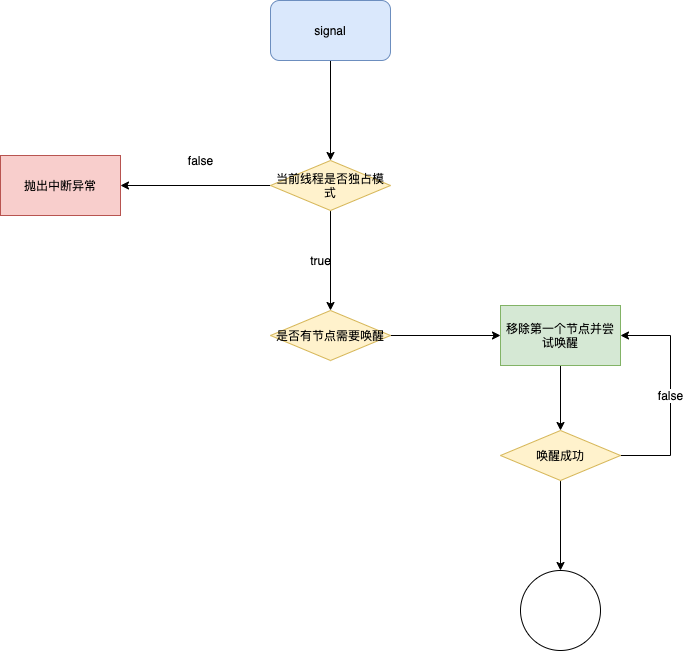 signal
false
抛出中断异常
当前线程是否独占模
式
true
是否有节点需要唤醒
移除第一个节点并尝
试唤醒
false
唤醒成功